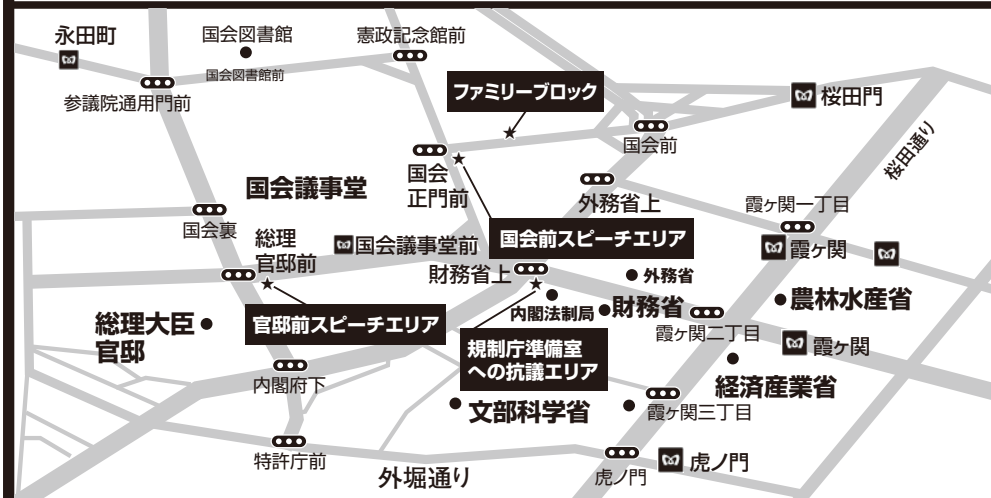 永田町
国会図書館
国会図書館前
憲政記念館前
参議院通用門前
ファミリーブロック
桜田門
国会前
桜田通り
国会議事堂
国会
正門前
外務省上
霞ヶ関一丁目
国会裏
総理
官邸前
国会議事堂前
国会前スピーチエリア
霞ヶ関
財務省上
外務省
農林水産省
内閣法制局
財務省
総理大臣
官邸
官邸前スピーチエリア
規制庁準備室
への抗議エリア
霞ヶ関二丁目
霞ヶ関
内閣府下
経済産業省
文部科学省
霞ヶ関三丁目
特許庁前
外堀通り
虎ノ門
虎ノ門